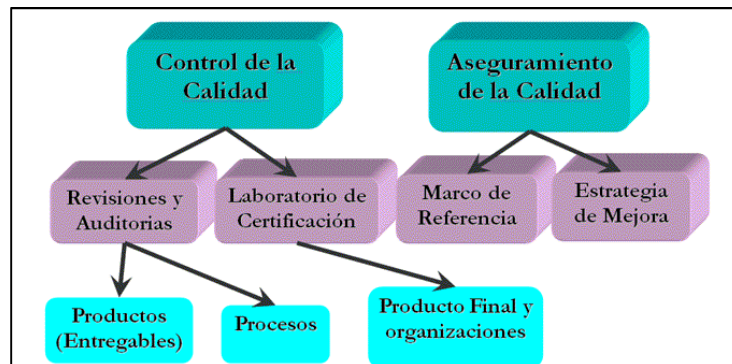 Control de la
Calidad
Aseguramiento
de la Calidad
Revisiones y
Auditorias
Laboratorio de
Certificación
Marco de
Referencia
Estrategia
de Mejora
Productos
(Entregables)
Procesos
Producto Final y
organizaciones